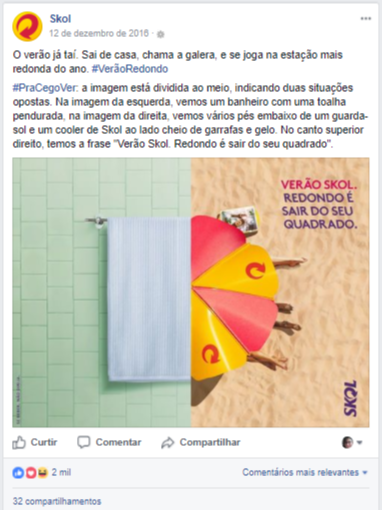 Skol
12 de dezembro de 2016
O verão já taí. Sai de casa, chama a galera, e se joga na estação mais
redonda do ano. #VerãoRedondo
#PraCegoVer: a imagem está dividida ao meio, indicando duas situações
opostas. Na imagem da esquerda, vemos um banheiro com uma toalha
pendurada, na imagem da direita, vemos vários pés embaixo de um guarda-
sol e um cooler de Skol ao lado cheio de garrafas e gelo. No canto superior
direito, temos a frase "Verão Skol. Redondo é sair do seu quadrado".
VERÃO SKOL.
REDONDO É
SAIR DO SEU
QUADRADO.
SKOL
Curtir Comentar Compartilhar
2 mil Comentários mais relevantes
32 compartilhamentos